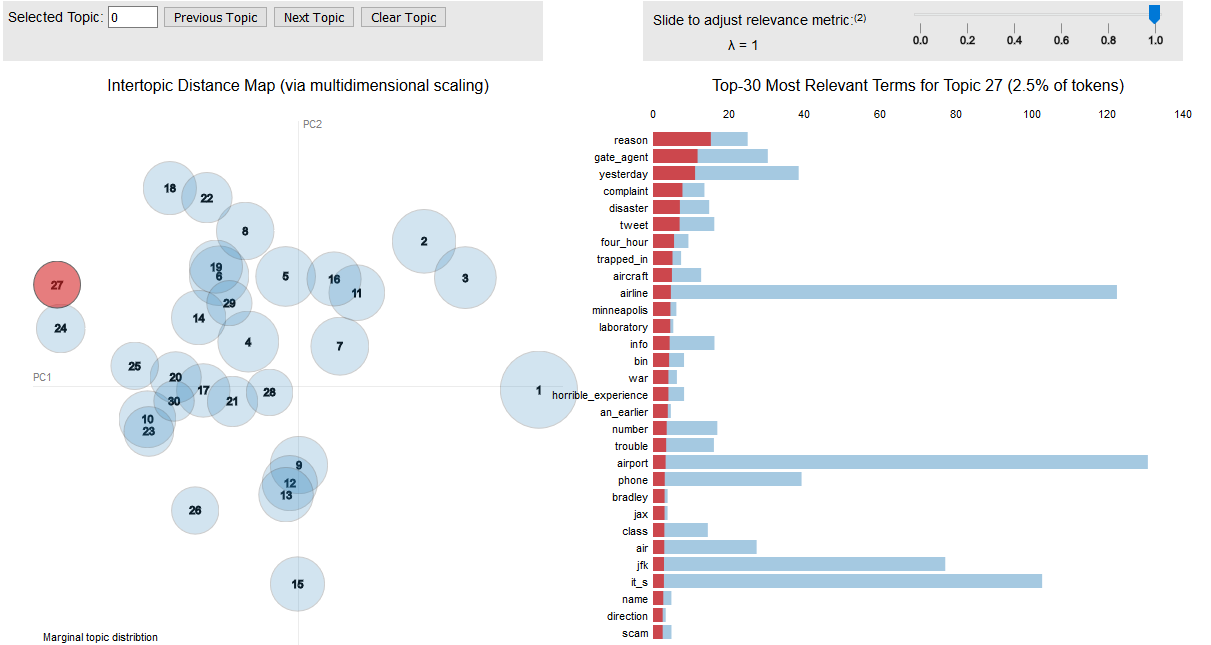 Selected Topic: 0 Previous Topic Next Topic Clear Topic
Slide to adjust relevance metric:(2)
λ = 1
0.0 0.2 0.4 0.6 0.8 1.0
Intertopic Distance Map (via multidimensional scaling)
PC2
PC1
18
22
8
2
19
6
5
16
3
27
11
29
14
24
4
7
25
20
17
28
1
30
21
10
23
9
12
13
26
15
Marginal topic distribtion
Top-30 Most Relevant Terms for Topic 27 (2.5% of tokens)
0 20 40 60 80 100 120 140
reason
gate_agent
yesterday
complaint
disaster
tweet
four_hour
trapped_in
aircraft
airline
minneapolis
laboratory
info
bin
war
horrible_experience
an_earlier
number
trouble
airport
phone
bradley
jax
class
air
jfk
it_s
name
direction
scam